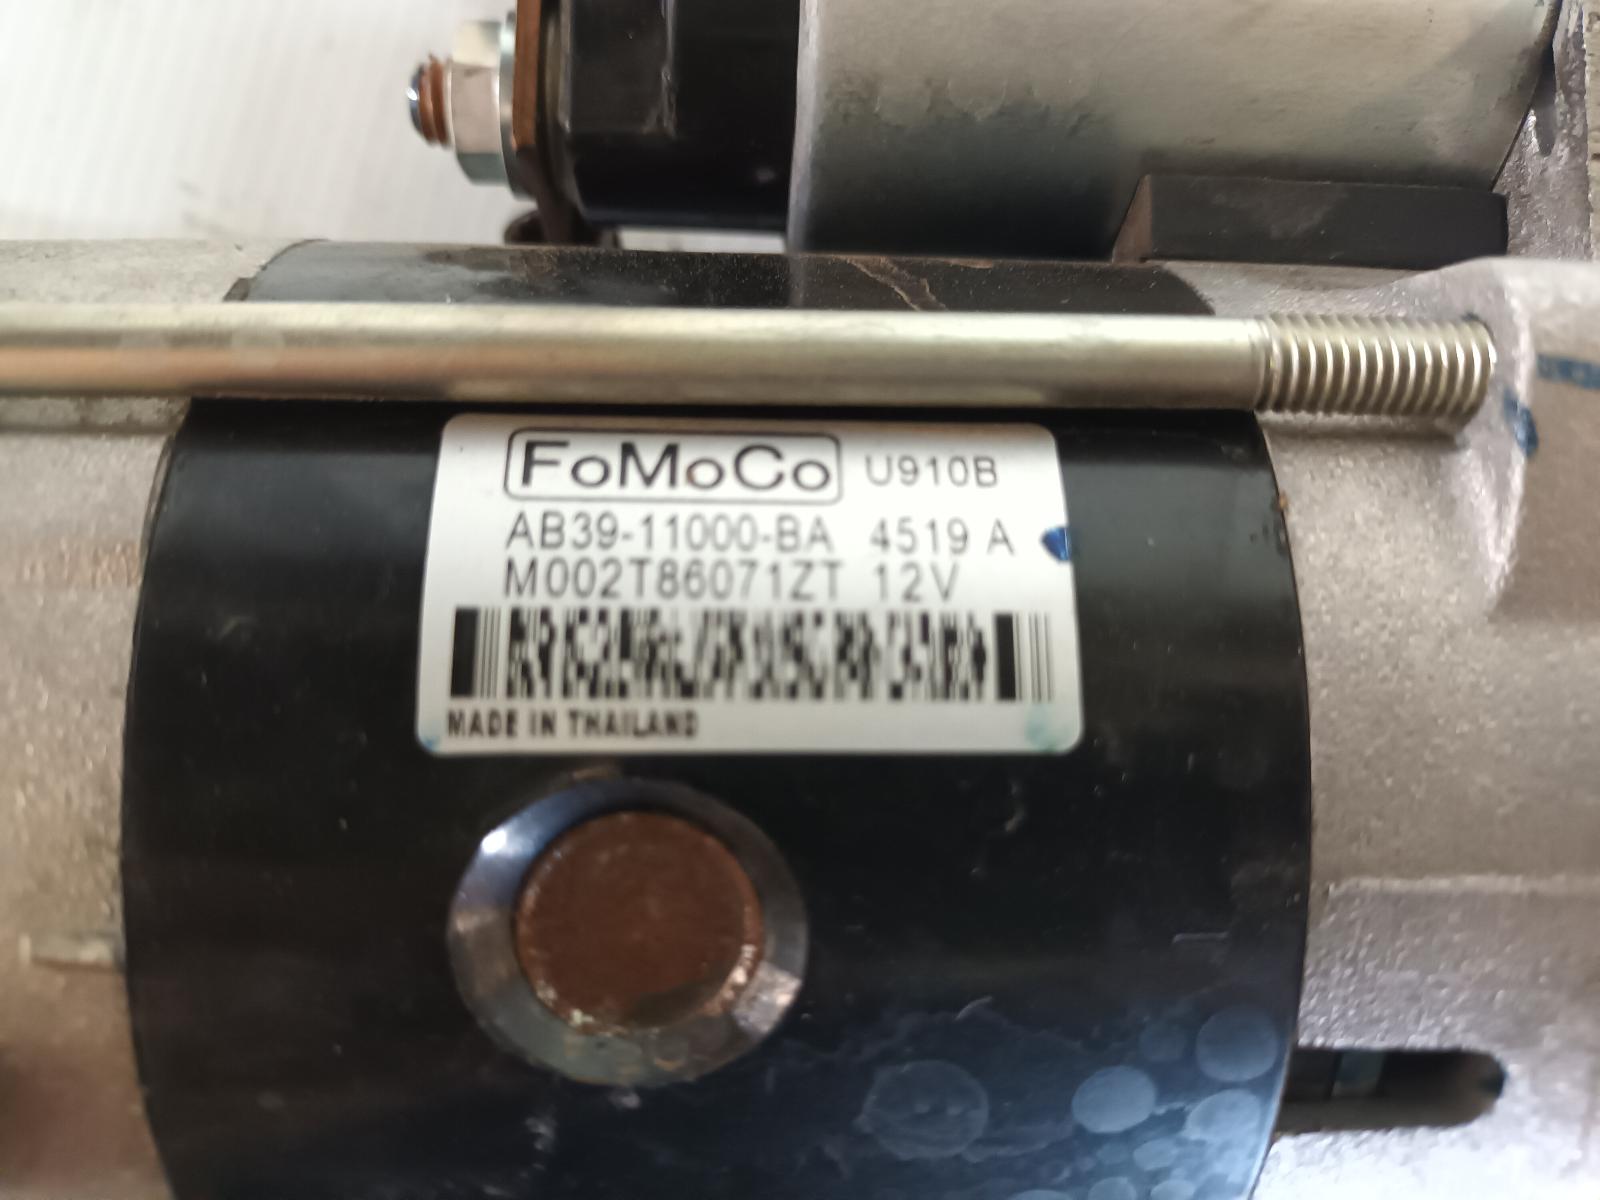 FoMoCo U910B
AB39-11000-BA 4519 A
M002T86071ZT 12V
MADE IN THAILAND